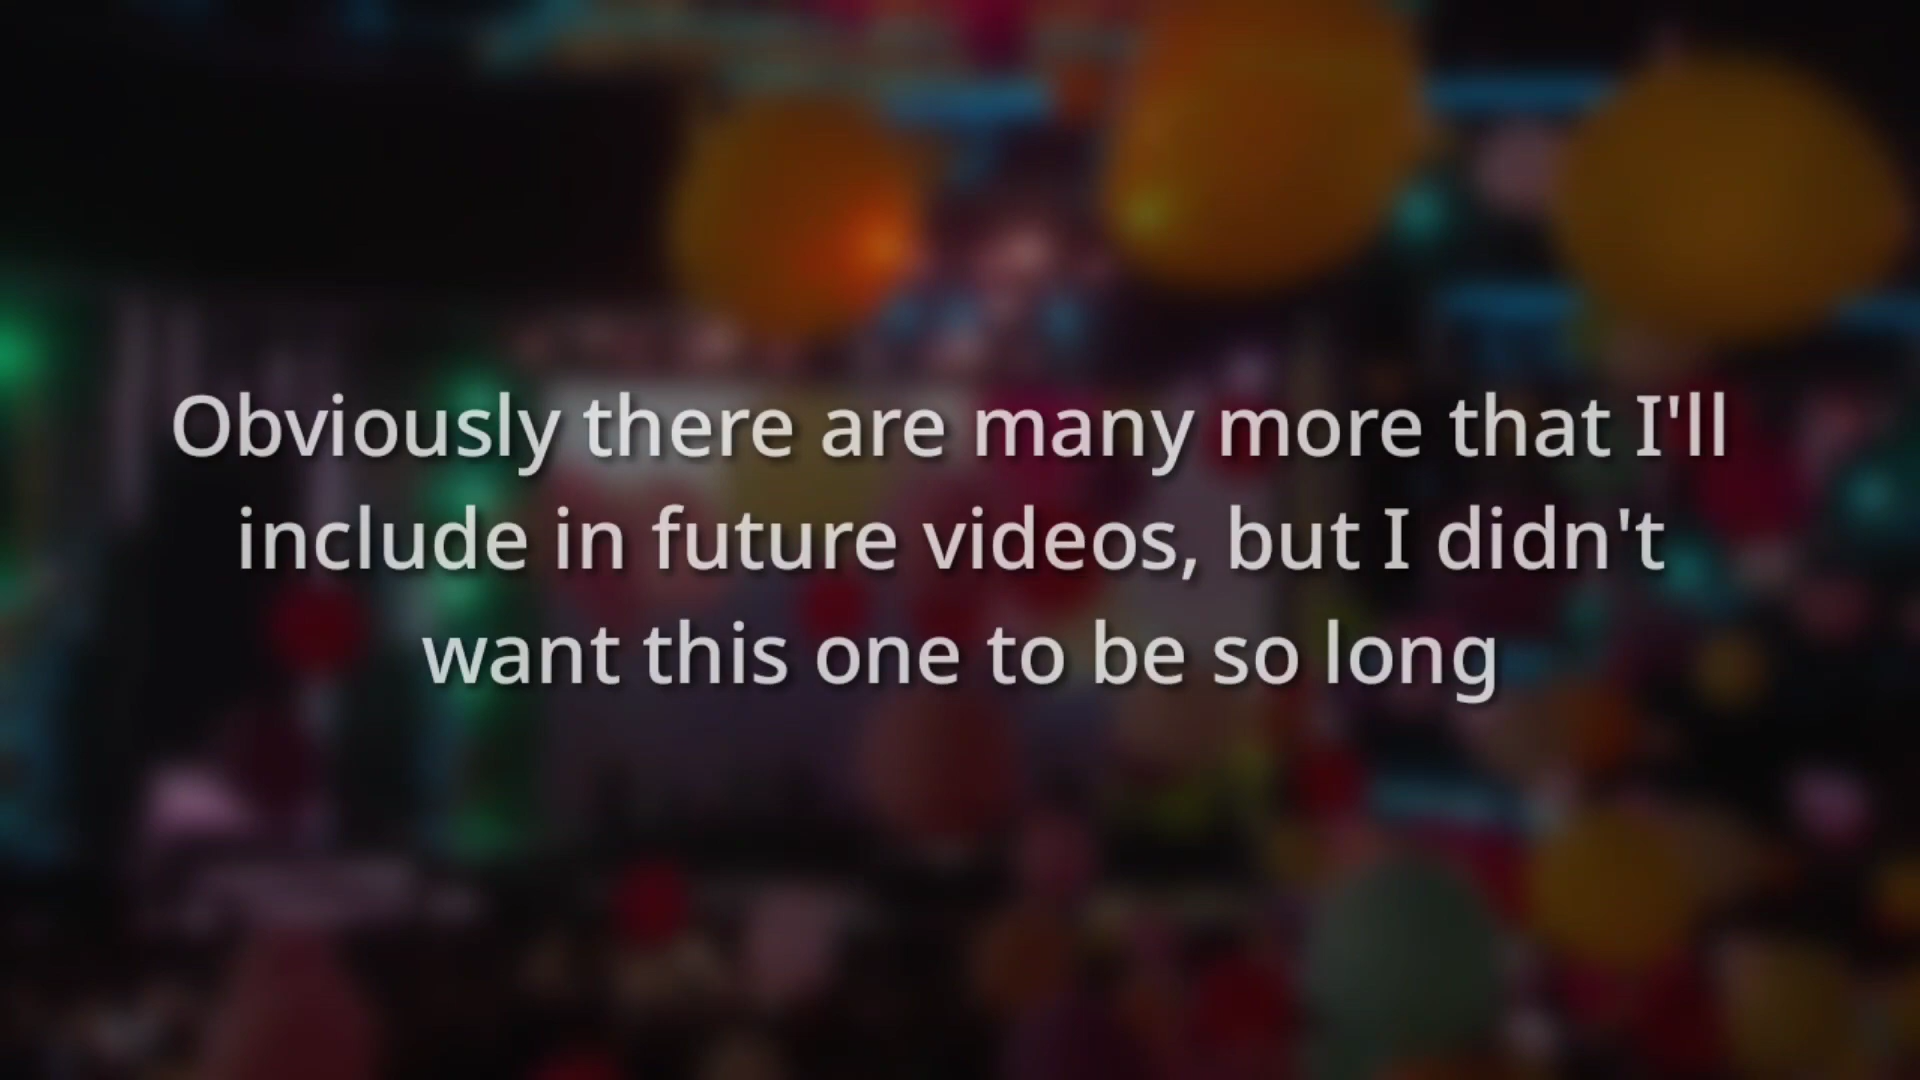 Obviously there are many more that I'll
include in future videos, but I didn't
want this one to be so long